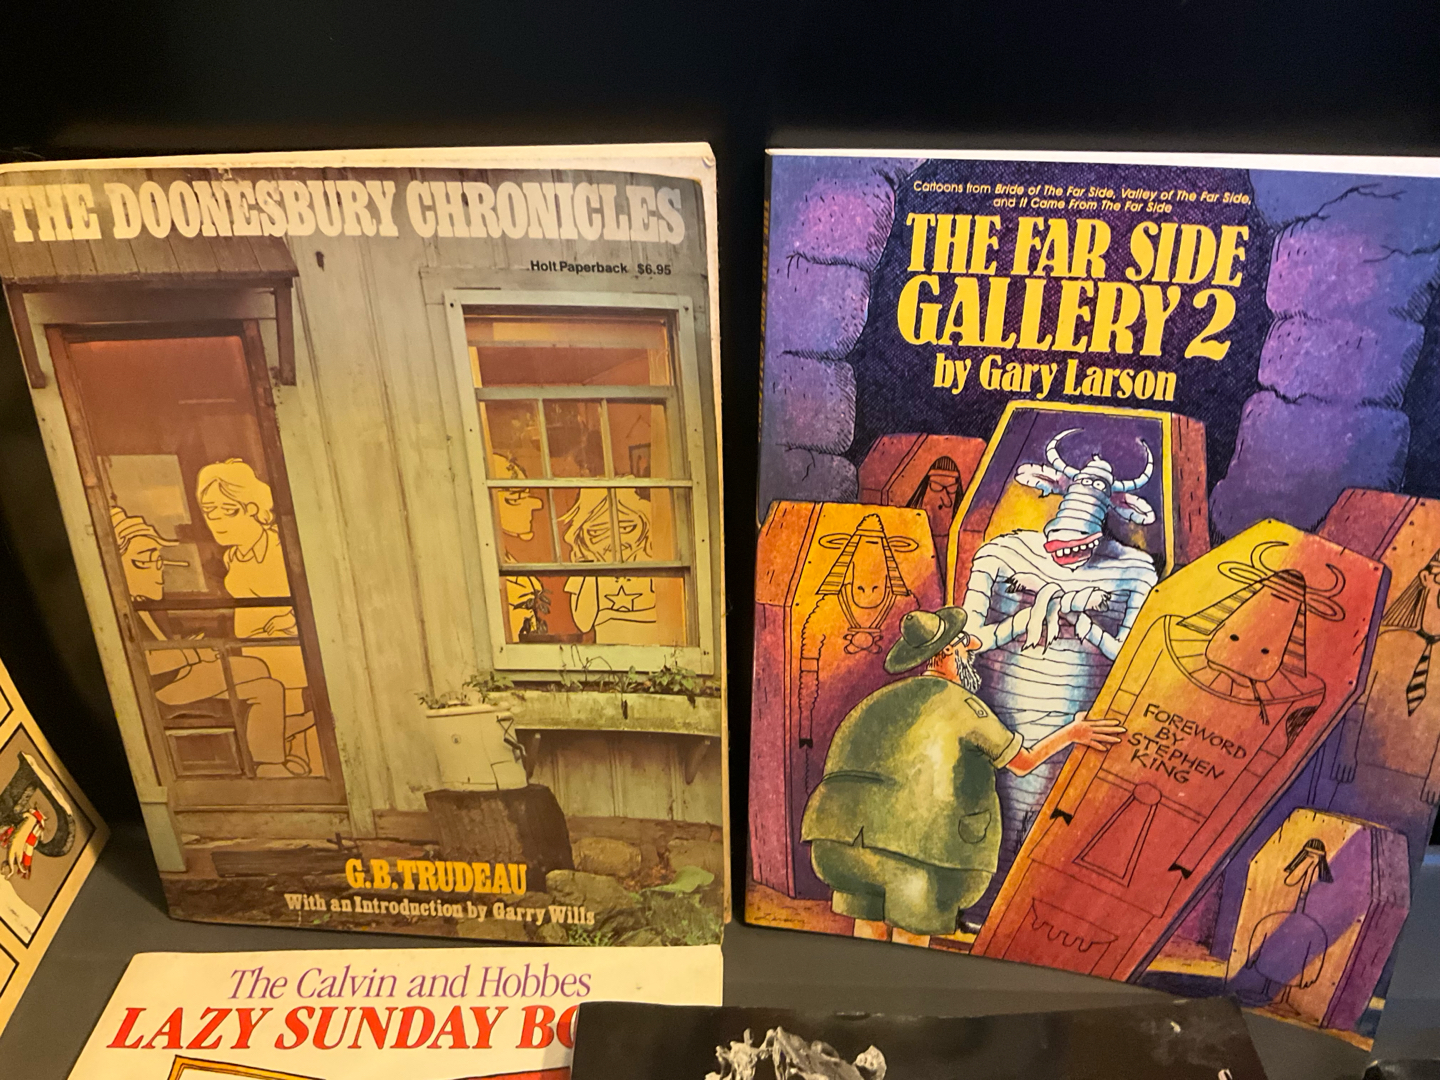 THE DOONESBURY CHRONICLES
Holt Paperback $6.95
G.B. TRUDEAU
With an Introduction by Garry Wills
Cartoons from Bride of The Far Side, Valley of The Far Side,
and It Came From The Far Side
THE FAR SIDE
GALLERY 2
by Gary Larson
FOREWORD
BY
STEPHEN
KING
The Calvin and Hobbes
LAZY SUNDAY